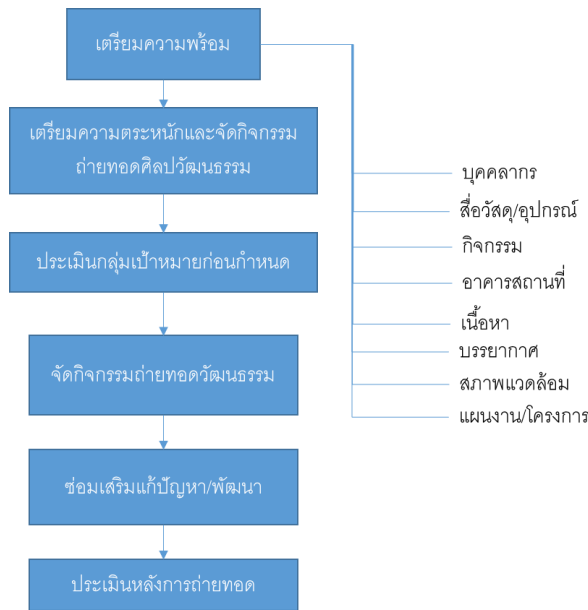 เตรียมความพร้อม
เตรียมความตระหนักและจัดกิจกรรม
ถ่ายทอดศิลปวัฒนธรรม
ประเมินกลุ่มเป้าหมายก่อนกำหนด
จัดกิจกรรมถ่ายทอดวัฒนธรรม
ซ่อมเสริมแก้ปัญหา/พัฒนา
ประเมินหลังการถ่ายทอด
บุคคลากร
สื่อวัสดุ/อุปกรณ์
กิจกรรม
อาคารสถานที่
เนื้อหา
บรรยากาศ
สภาพแวดล้อม
แผนงาน/โครงการ